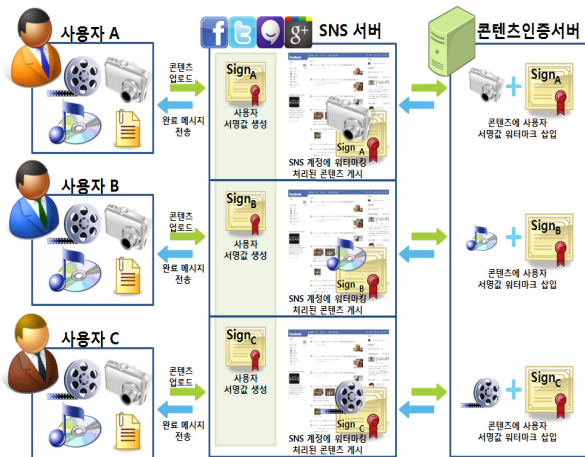 사용자 A
SNS 서버
콘텐츠인증서버
콘텐츠
업로드
완료 메시지
전송
SignA
사용자
서명값 생성
Sign A
SNS 계정에 워터마킹
처리된 콘텐츠 게시
SignA
콘텐츠에 사용자
서명값 워터마크 삽입
사용자 B
콘텐츠
업로드
완료 메시지
전송
SignB
사용자
서명값 생성
Sign B
SNS 계정에 워터마킹
처리된 콘텐츠 게시
SignB
콘텐츠에 사용자
서명값 워터마크 삽입
사용자 C
콘텐츠
업로드
완료 메시지
전송
SignC
사용자
서명값 생성
Sign C
SNS 계정에 워터마킹
처리된 콘텐츠 게시
SignC
콘텐츠에 사용자
서명값 워터마크 삽입